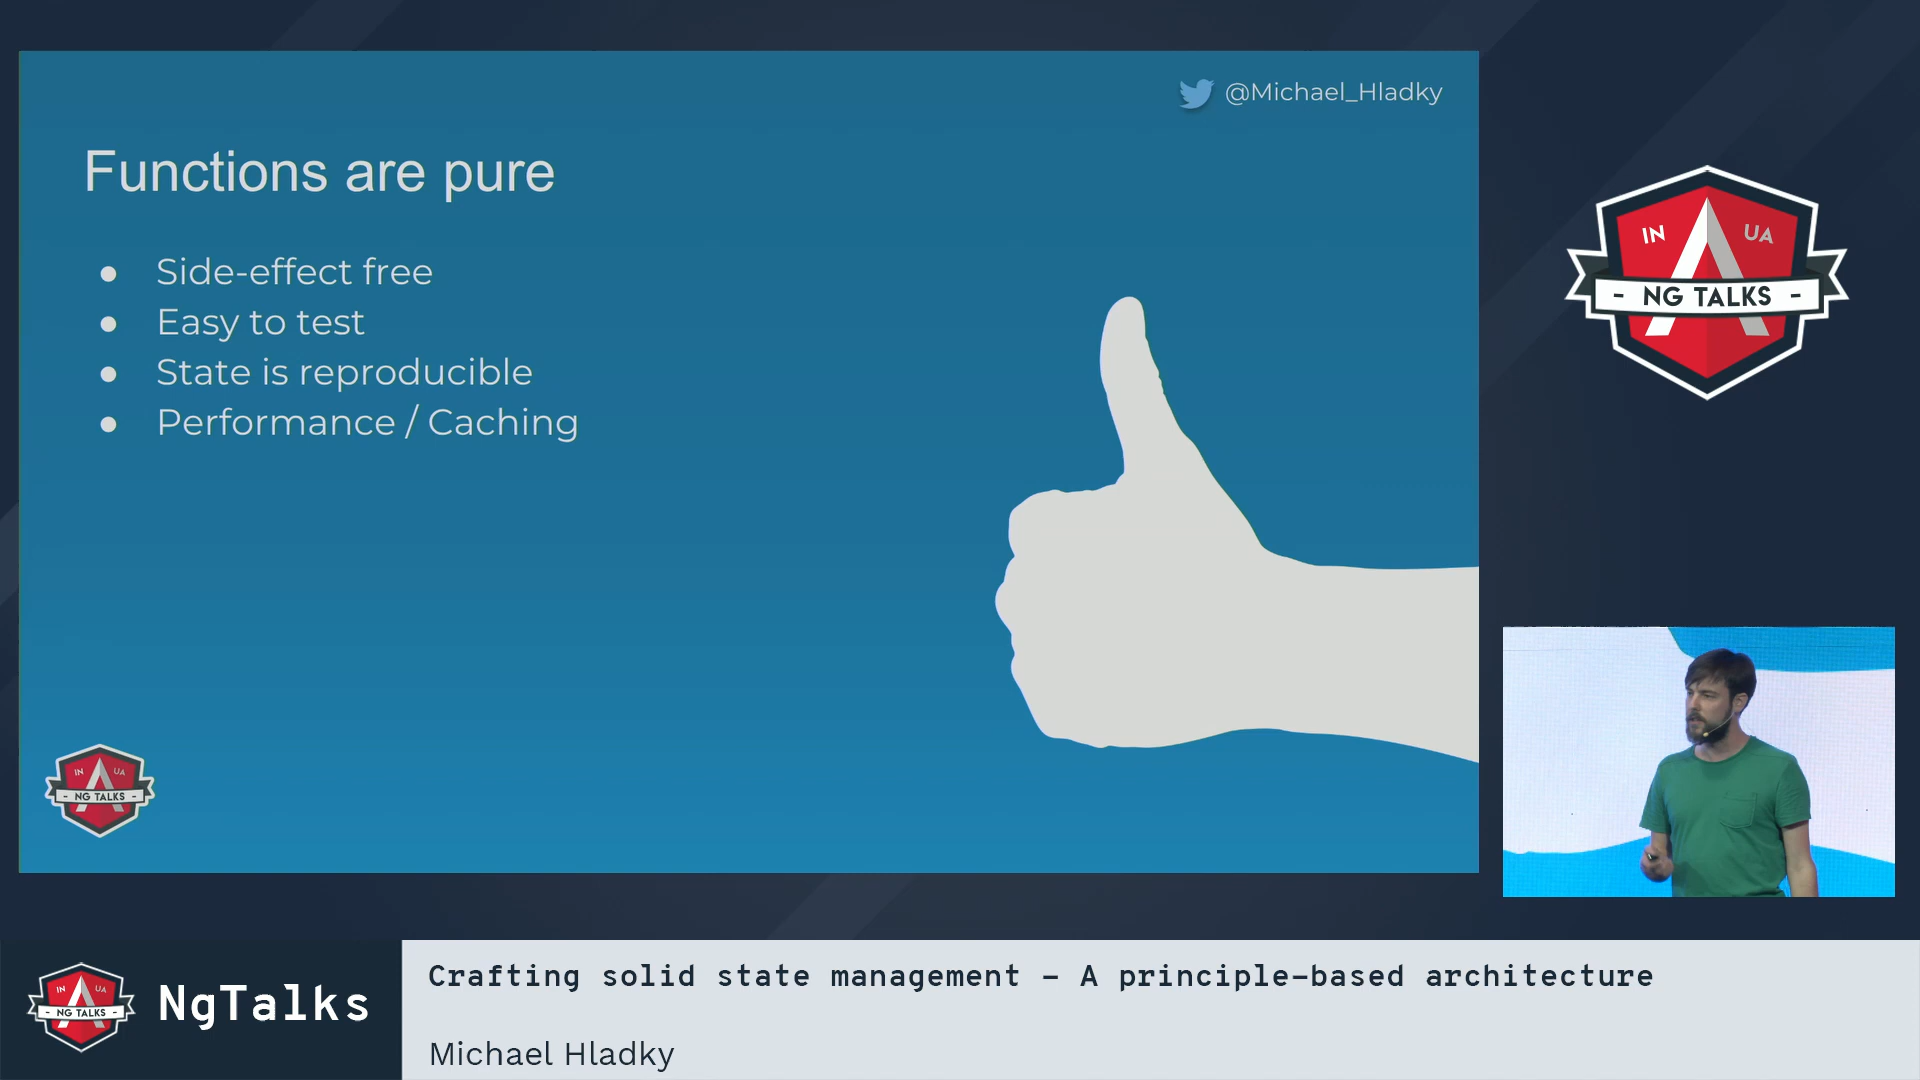 @Michael_Hladky
Functions are pure
● Side-effect free
● Easy to test
● State is reproducible
● Performance / Caching
IN UA
- NG TALKS -
IN UA
- NG TALKS -
IN UA
- NG TALKS -
NgTalks
Crafting solid state management – A principle-based architecture
Michael Hladky